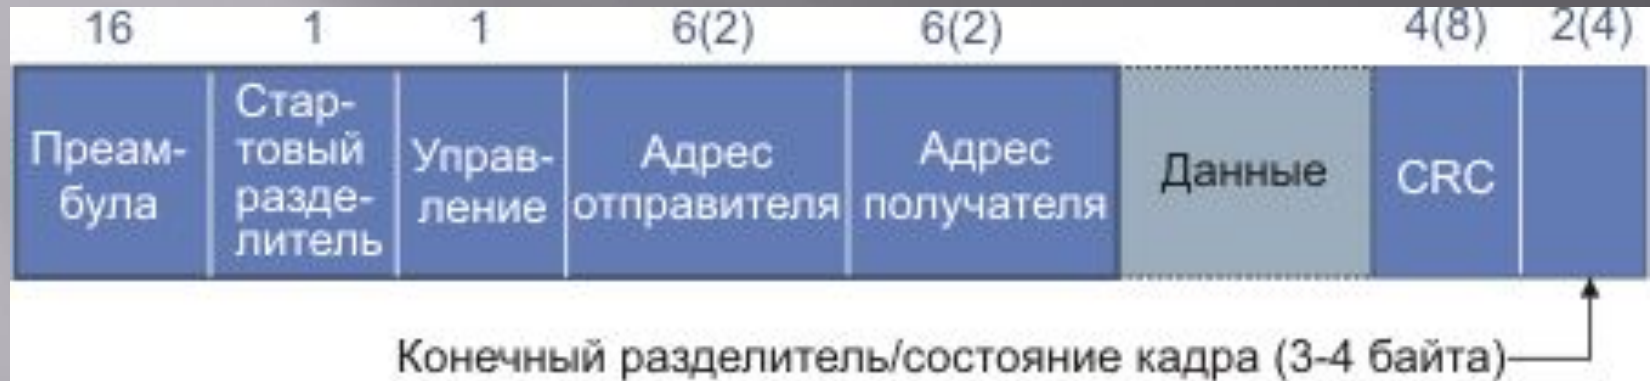 16 1 1 6(2) 6(2) 4(8) 2(4)
Преам-
була
Стар-
товый
разде-
литель
Управ-
ление
Адрес
отправителя
Адрес
получателя
Данные
CRC
Конечный разделитель/состояние кадра (3-4 байта)